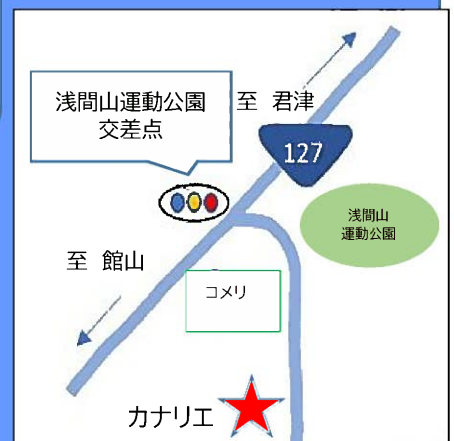 浅間山運動公園
交差点
至 君津
127
浅間山
運動公園
至 館山
コメリ
カナリエ